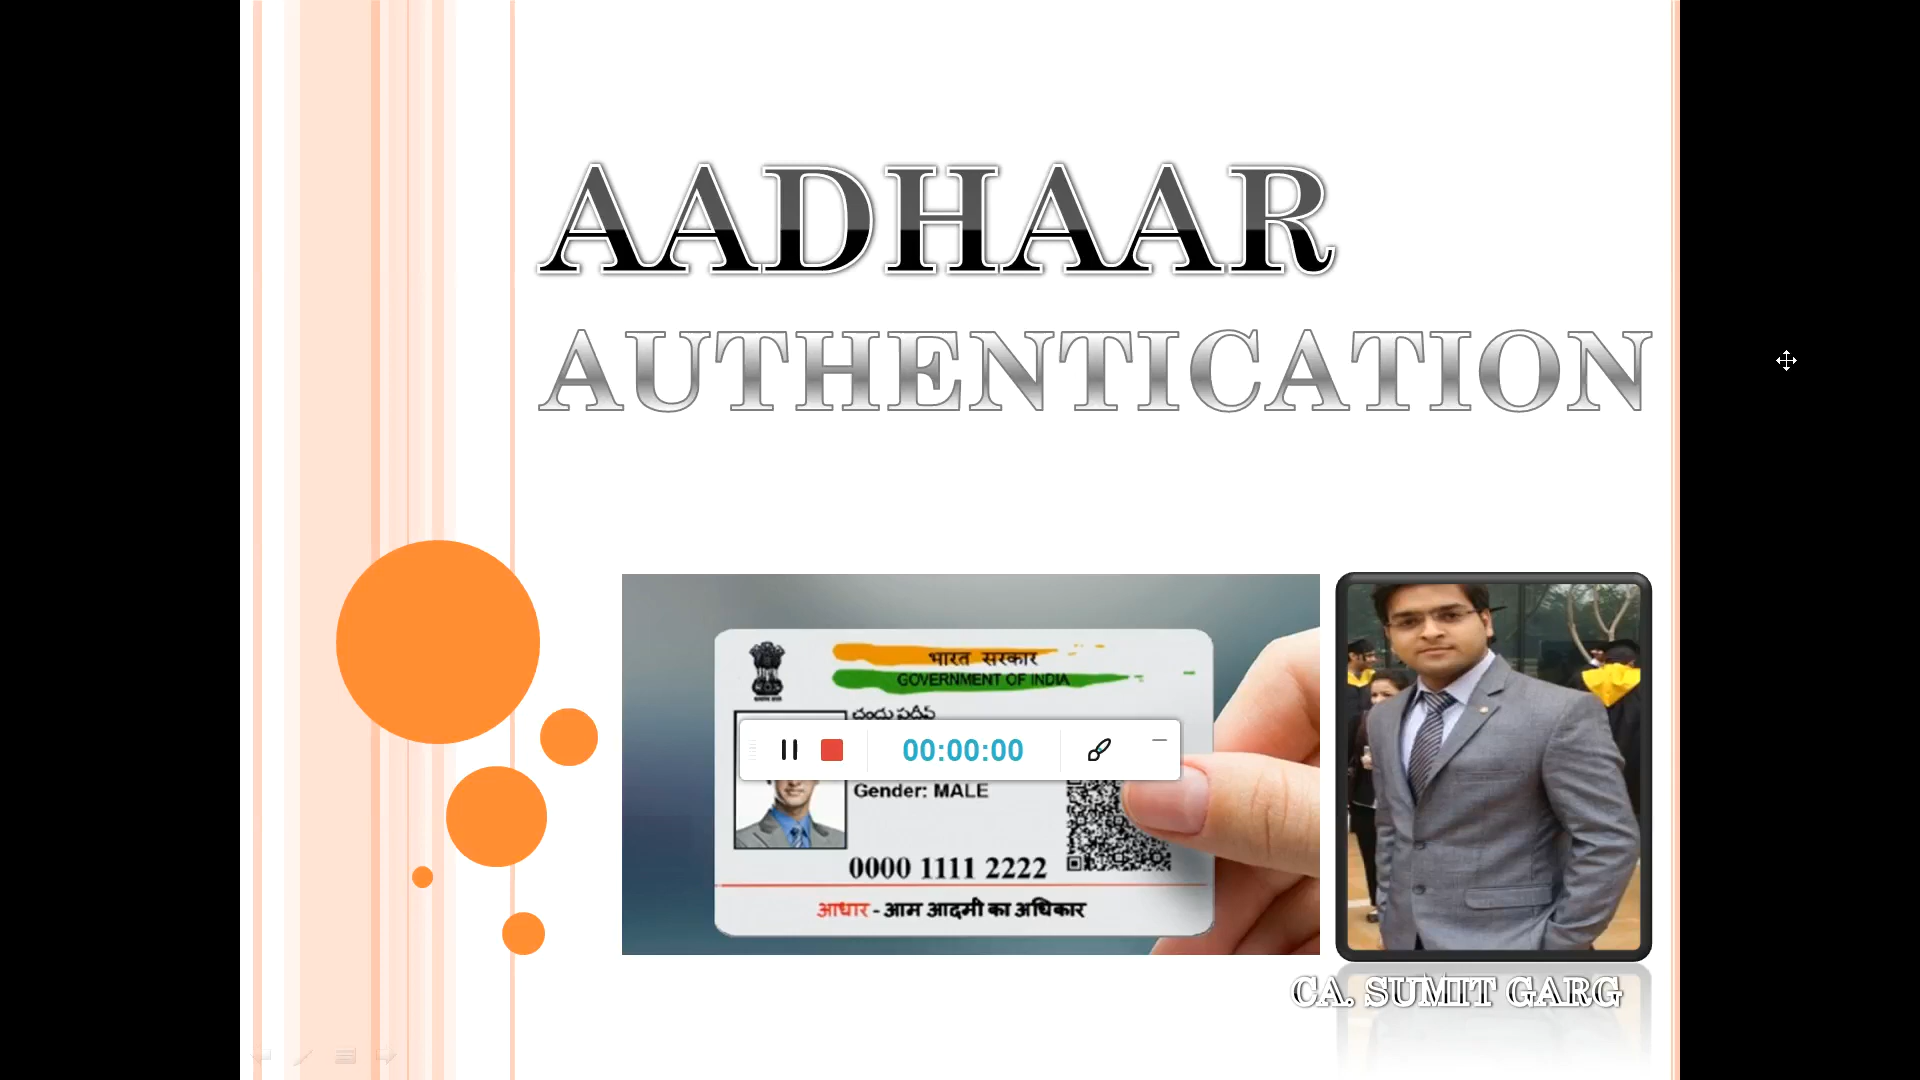 AADHAAR
AUTHENTICATION
भारत सरकार
GOVERNMENT OF INDIA
00:00:00
Gender: MALE
0000 1111 2222
आधार - आम आदमी का अधिकार
CA. SUMIT GARG